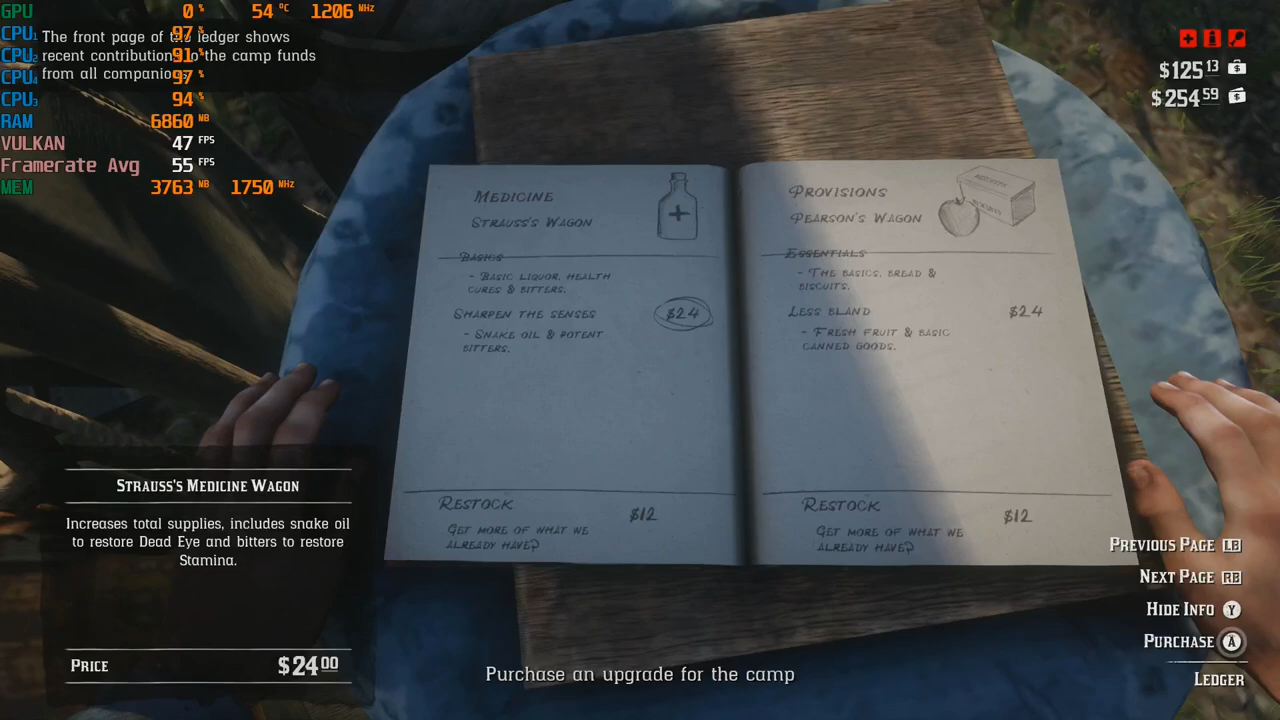 GPU 0 % 54 °C 1206 MHz
CPU1 97 %
CPU2 91 %
CPU4 97 %
CPU3 94 %
RAM 6860 MB
VULKAN 47 FPS
Framerate Avg 55 FPS
MEM 3763 MB 1750 MHz
The front page of the ledger shows
recent contributions to the camp funds
from all companions.
$125 13
$254 59
MEDICINE
STRAUSS'S WAGON
BASICS
- BASIC LIQUOR, HEALTH
CURES & BITTERS.
SHARPEN THE SENSES $24
- SNAKE OIL & POTENT
BITTERS.
RESTOCK $12
GET MORE OF WHAT WE
ALREADY HAVE?
PROVISIONS
PEARSON'S WAGON
ESSENTIALS
- THE BASICS, BREAD &
BISCUITS.
LESS BLAND $24
- FRESH FRUIT & BASIC
CANNED GOODS.
RESTOCK $12
GET MORE OF WHAT WE
ALREADY HAVE?
STRAUSS'S MEDICINE WAGON
Increases total supplies, includes snake oil
to restore Dead Eye and bitters to restore
Stamina.
PRICE $24 00
Purchase an upgrade for the camp
PREVIOUS PAGE LB
NEXT PAGE RB
HIDE INFO Y
PURCHASE A
LEDGER